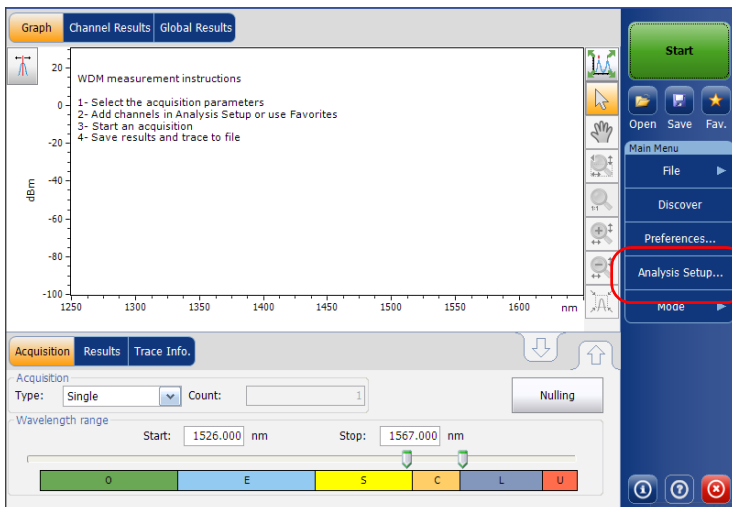 Graph Channel Results Global Results
Start
WDM measurement instructions
1- Select the acquisition parameters
2- Add channels in Analysis Setup or use Favorites
3- Start an acquisition
4- Save results and trace to file
20
0
-20
-40
-60
-80
-100
dBm
1250 1300 1350 1400 1450 1500 1550 1600 nm
1:1
Open Save Fav.
Main Menu
File
Discover
Preferences...
Analysis Setup...
Mode
Acquisition Results Trace Info.
Acquisition
Type: Single Count: 1
Nulling
Wavelength range
Start: 1526.000 nm Stop: 1567.000 nm
O E S C L U